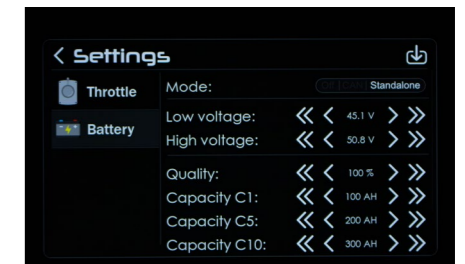 Settings
Throttle
Battery
Mode: Standalone
Low voltage: 45.1 V
High voltage: 50.8 V
Quality: 100 %
Capacity C1: 100 AH
Capacity C5: 200 AH
Capacity C10: 300 AH